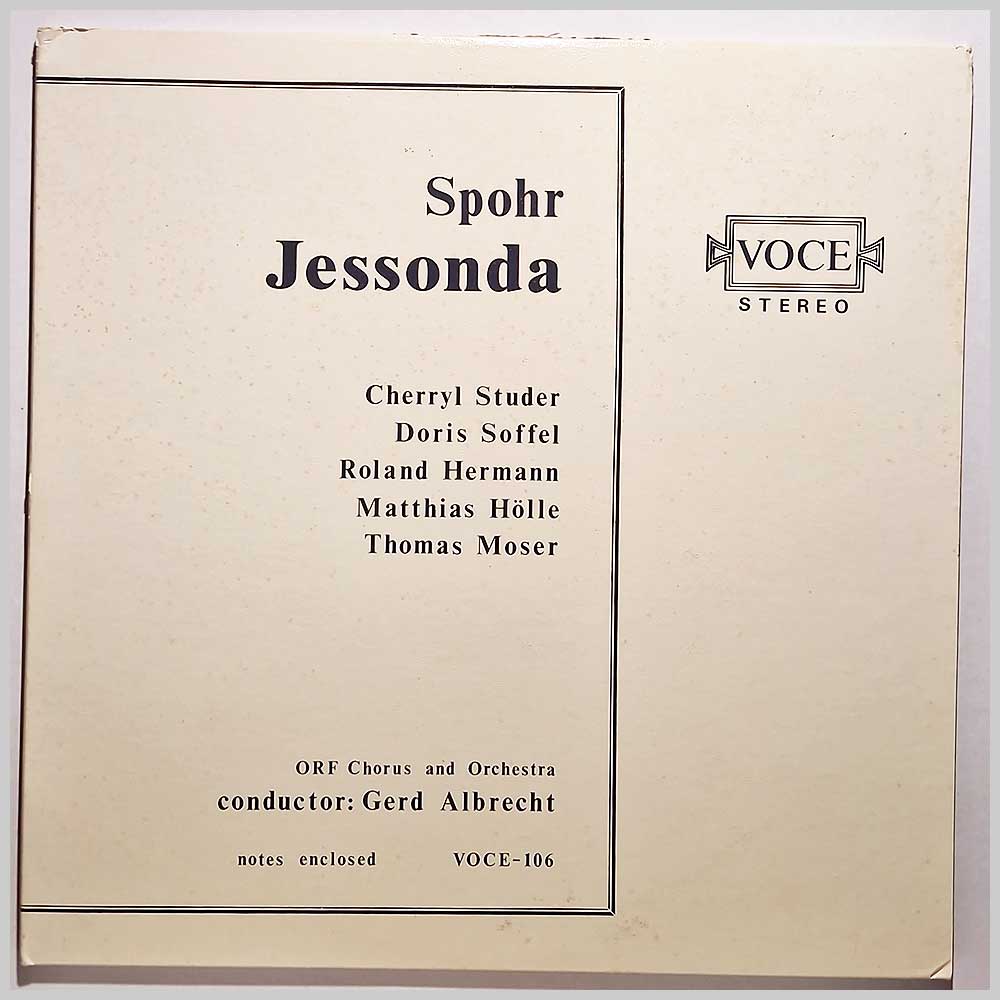 Spohr
Jessonda
VOCE
STEREO
Cherryl Studer
Doris Soffel
Roland Hermann
Matthias Hölle
Thomas Moser
ORF Chorus and Orchestra
conductor: Gerd Albrecht
notes enclosed VOCE-106